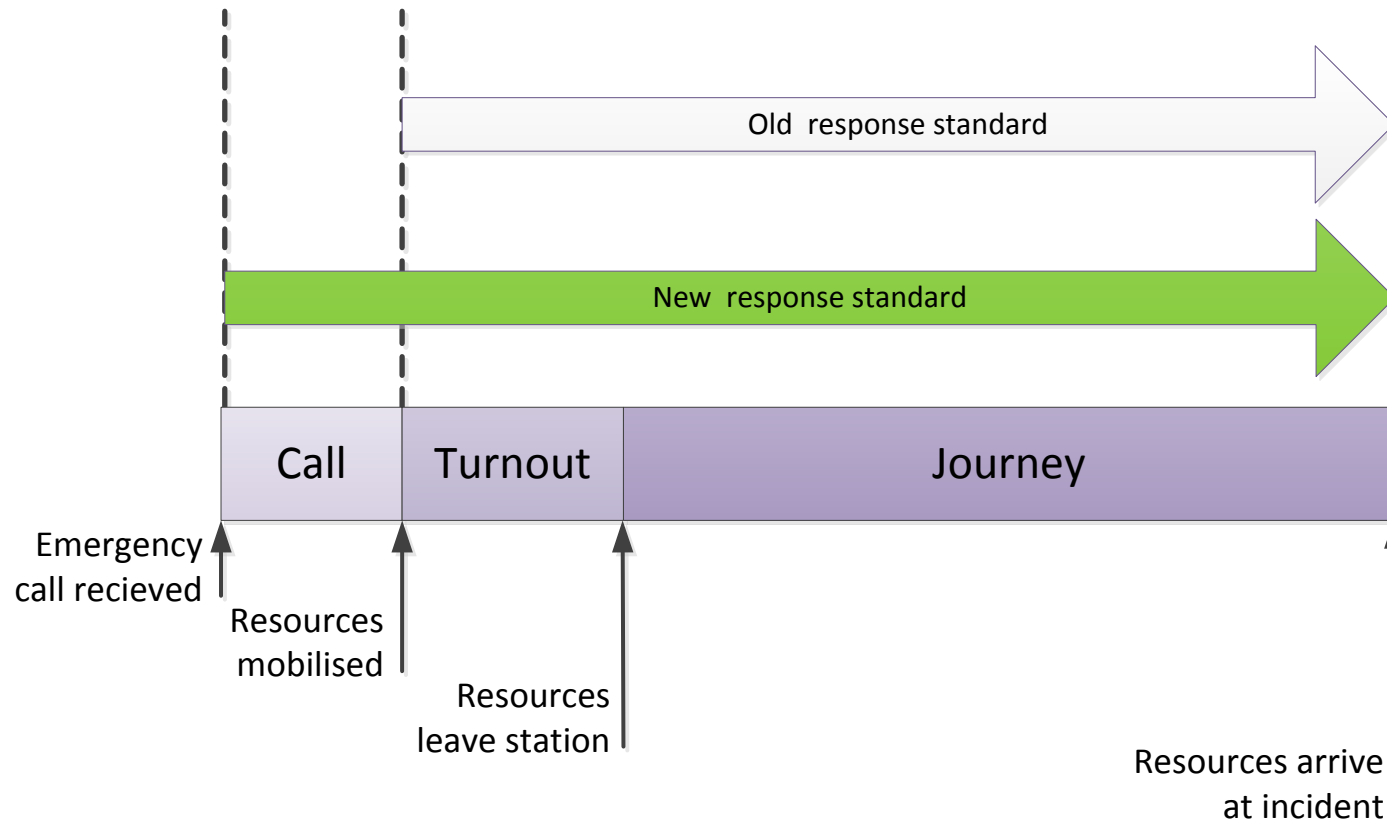 Old response standard
New response standard
Call
Turnout
Journey
Emergency
call recieved
Resources
mobilised
Resources
leave station
Resources arrive
at incident